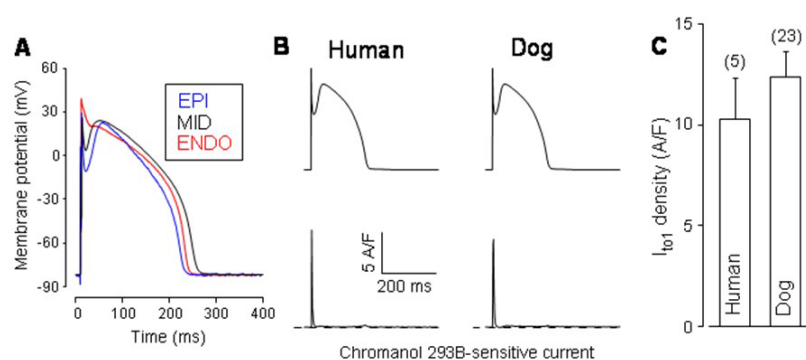 A
Membrane potential (mV)
60
30
0
-30
-60
-90
EPI
MID
ENDO
0 100 200 300 400
Time (ms)
B
Human Dog
5 A/F
200 ms
Chromanol 293B-sensitive current
C
Ito1 density (A/F)
15
10
5
0
(5)
(23)
Human
Dog